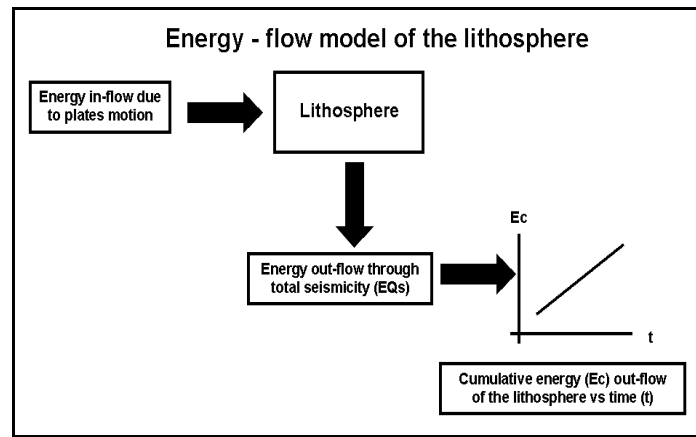 Energy - flow model of the lithosphere
Energy in-flow due
to plates motion
Lithosphere
Energy out-flow through
total seismicity (EQs)
Ec
t
Cumulative energy (Ec) out-flow
of the lithosphere vs time (t)